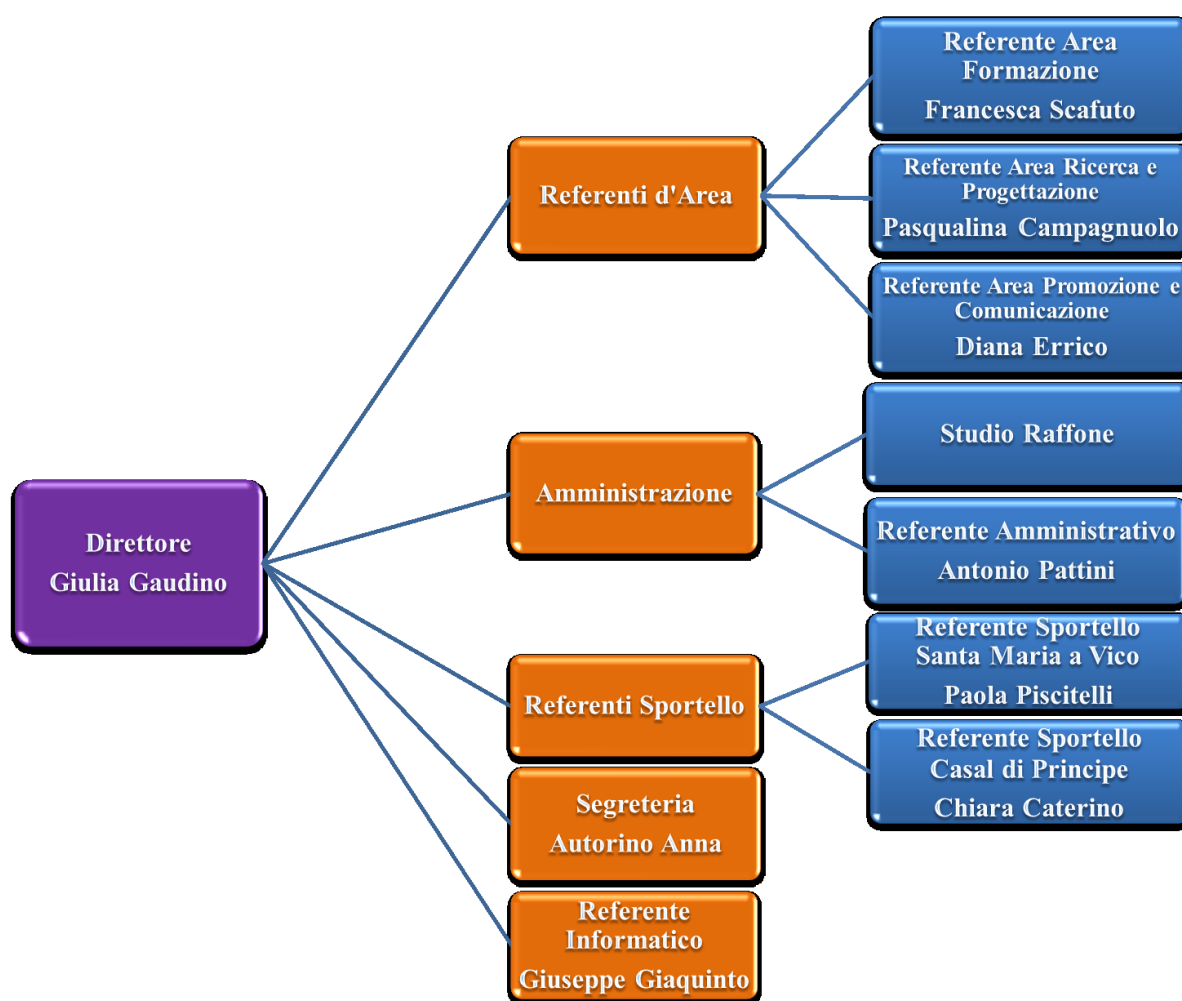 Direttore
Giulia Gaudino
Referenti d'Area
Referente Area
Formazione
Francesca Scafuto
Referente Area Ricerca e
Progettazione
Pasqualina Campagnuolo
Referente Area Promozione e
Comunicazione
Diana Errico
Amministrazione
Studio Raffone
Referente Amministrativo
Antonio Pattini
Referenti Sportello
Referente Sportello
Santa Maria a Vico
Paola Piscitelli
Referente Sportello
Casal di Principe
Chiara Caterino
Segreteria
Autorino Anna
Referente
Informatico
Giuseppe Giaquinto